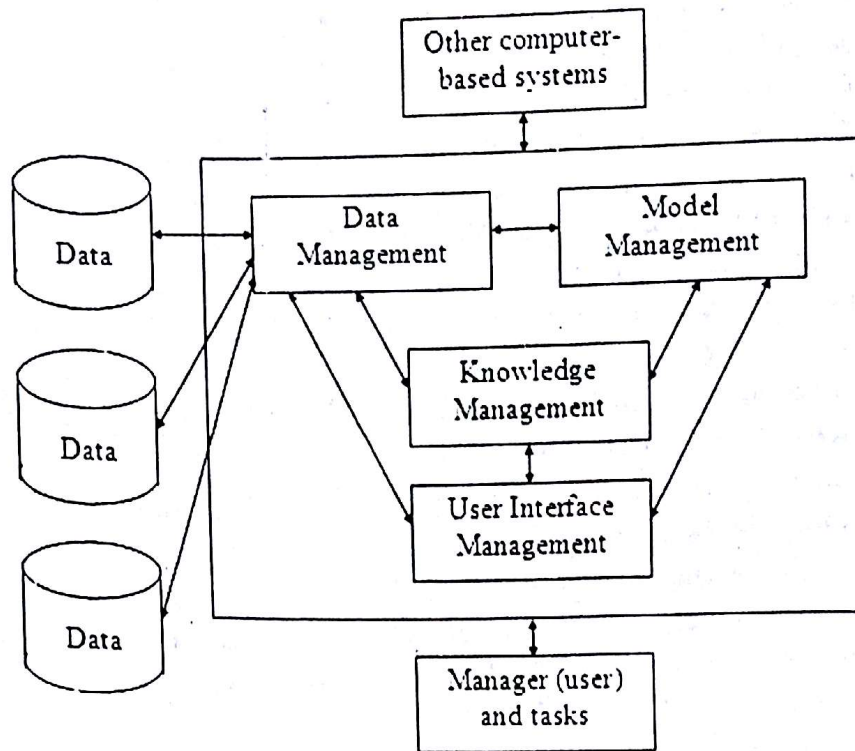 Other computer-
based systems
Data
Data
Management
Model
Management
Knowledge
Management
Data
User Interface
Management
Data
Manager (user)
and tasks